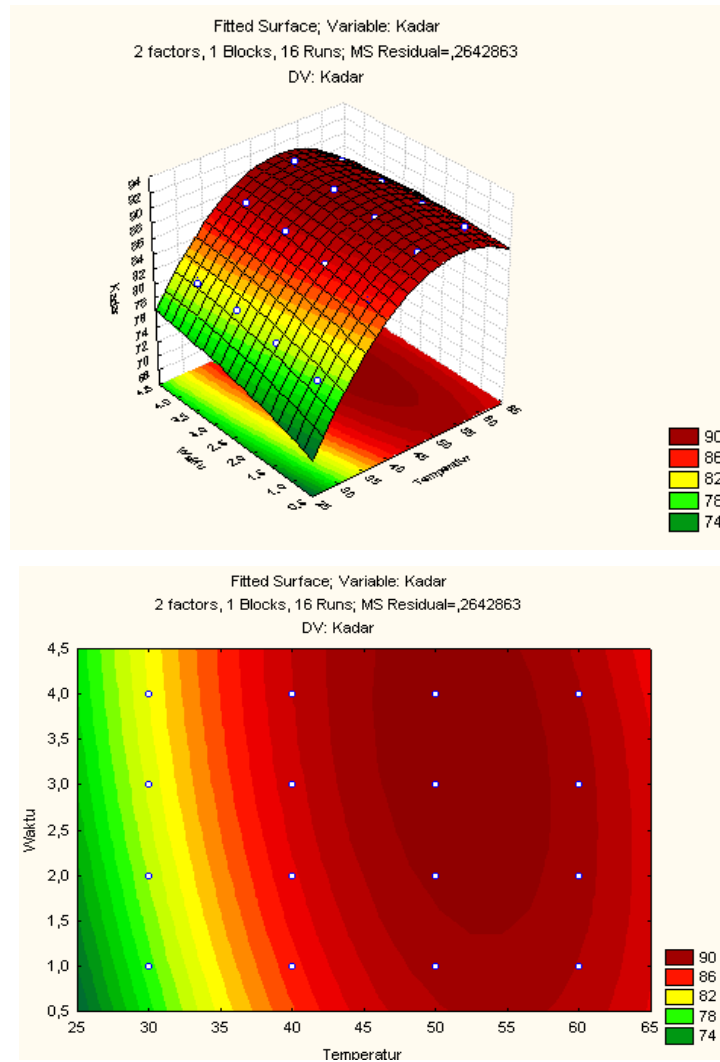 Fitted Surface; Variable: Kadar
2 factors, 1 Blocks, 16 Runs; MS Residual=,2642863
DV: Kadar
Kadar
Waktu
Temperatur
90
86
82
78
74
Fitted Surface; Variable: Kadar
2 factors, 1 Blocks, 16 Runs; MS Residual=,2642863
DV: Kadar
4,5
4,0
3,5
3,0
2,5
2,0
1,5
1,0
0,5
Waktu
25 30 35 40 45 50 55 60 65
Temperatur
90
86
82
78
74